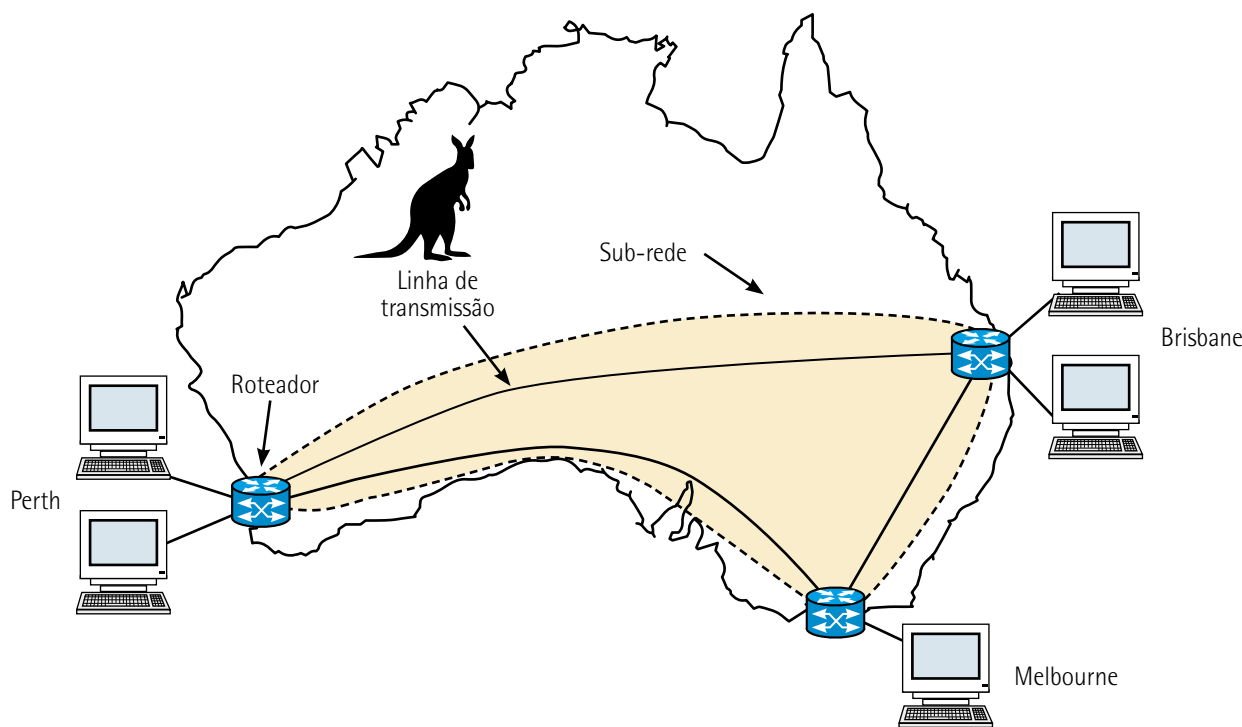 Sub-rede
Linha de
transmissão
Brisbane
Roteador
Perth
Melbourne